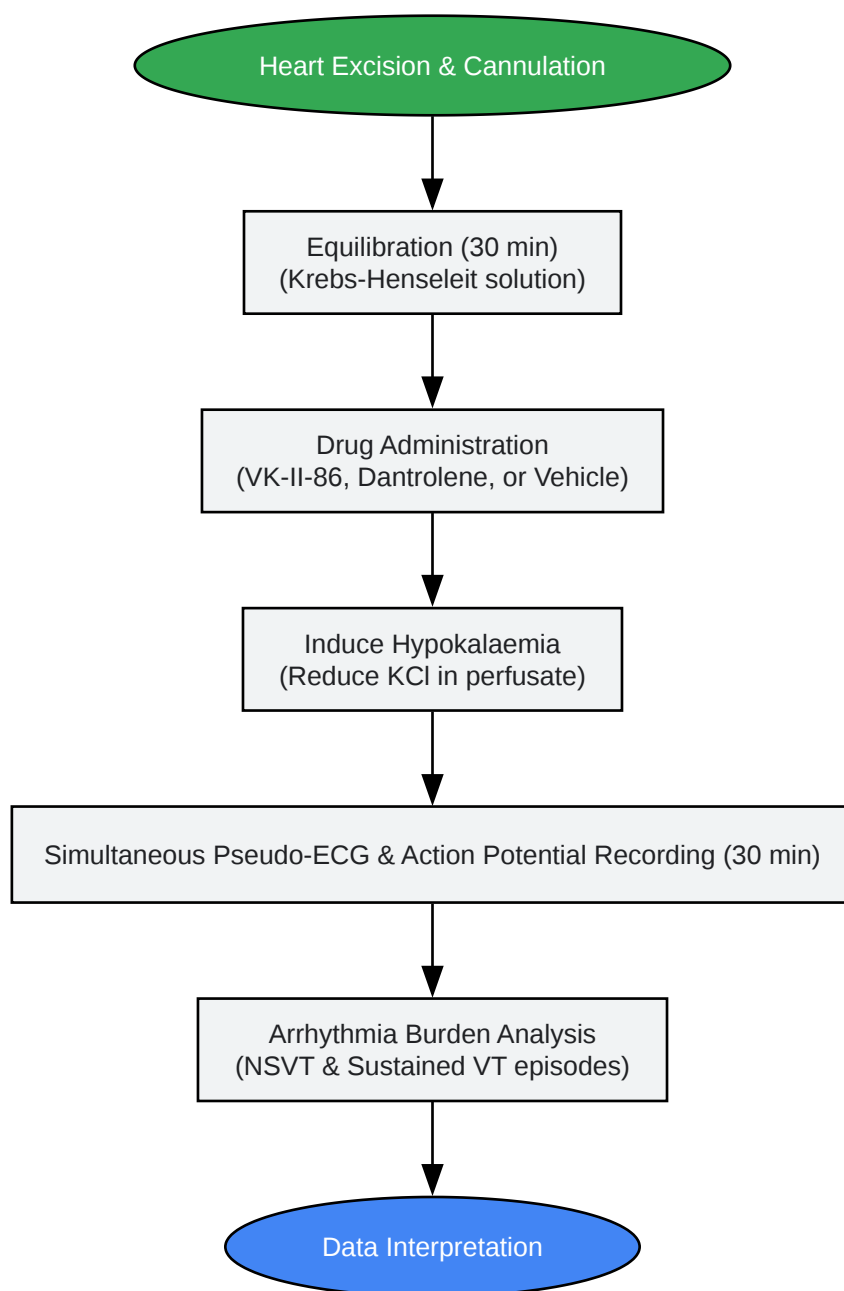 Heart Excision & Cannulation
Equilibration (30 min)
(Krebs-Henseleit solution)
Drug Administration
(VK-II-86, Dantrolene, or Vehicle)
Induce Hypokalaemia
(Reduce KCl in perfusate)
Simultaneous Pseudo-ECG & Action Potential Recording (30 min)
Arrhythmia Burden Analysis
(NSVT & Sustained VT episodes)
Data Interpretation